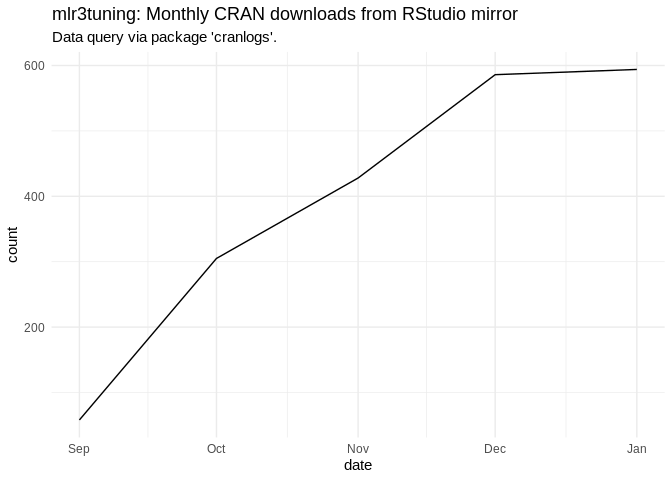 mlr3tuning: Monthly CRAN downloads from RStudio mirror
Data query via package 'cranlogs'.
600
400
200
count
Sep Oct Nov Dec Jan
date